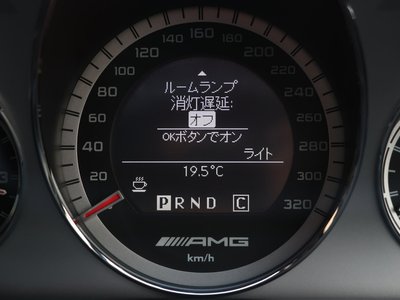 140 160 180
120 200
100 220
80 240
60 260
40 280
20 300
320
ルームランプ
消灯遅延:
オフ
OKボタンでオン
ライト
19.5°C
P R N D C
AMG
km/h